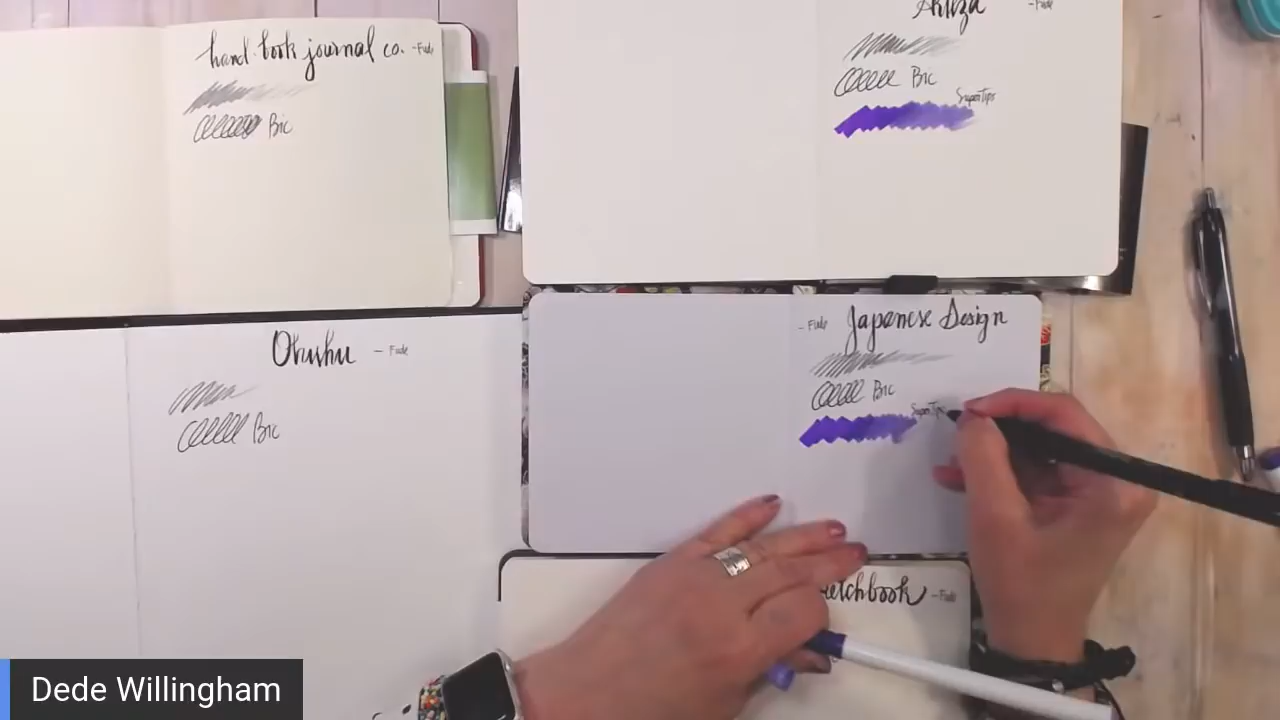 hand·book journal co. -Fude
Bic
Arteza -Fude
Bic
SuperTips
Ohuhu - Fude
Bic
- Fude Japanese Design
Bic
SuperTips
-Fude
Dede Willingham